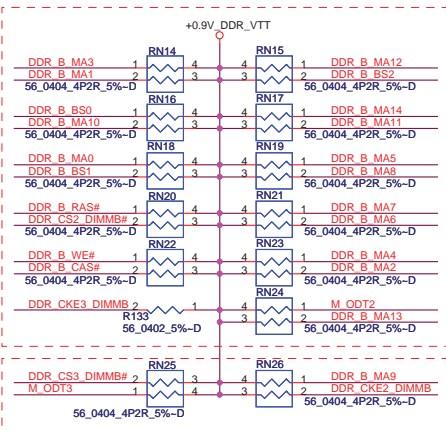 +0.9V_DDR_VTT
RN14 RN15
DDR_B_MA3 1 4 4 1 DDR_B_MA12
DDR_B_MA1 2 3 3 2 DDR_B_BS2
56_0404_4P2R_5%~D 56_0404_4P2R_5%~D
RN16 RN17
DDR_B_BS0 1 4 4 1 DDR_B_MA14
DDR_B_MA10 2 3 3 2 DDR_B_MA11
56_0404_4P2R_5%~D 56_0404_4P2R_5%~D
RN18 RN19
DDR_B_MA0 1 4 4 1 DDR_B_MA5
DDR_B_BS1 2 3 3 2 DDR_B_MA8
56_0404_4P2R_5%~D 56_0404_4P2R_5%~D
RN20 RN21
DDR_B_RAS# 1 4 4 1 DDR_B_MA7
DDR_CS2_DIMMB# 2 3 3 2 DDR_B_MA6
56_0404_4P2R_5%~D 56_0404_4P2R_5%~D
RN22 RN23
DDR_B_WE# 1 4 4 1 DDR_B_MA4
DDR_B_CAS# 2 3 3 2 DDR_B_MA2
56_0404_4P2R_5%~D 56_0404_4P2R_5%~D
RN24
DDR_CKE3_DIMMB 2 1 4 1 M_ODT2
R133 3 2 DDR_B_MA13
56_0402_5%~D 56_0404_4P2R_5%~D
RN25 RN26
DDR_CS3_DIMMB# 2 3 4 1 DDR_B_MA9
M_ODT3 1 4 3 2 DDR_CKE2_DIMMB
56_0404_4P2R_5%~D 56_0404_4P2R_5%~D